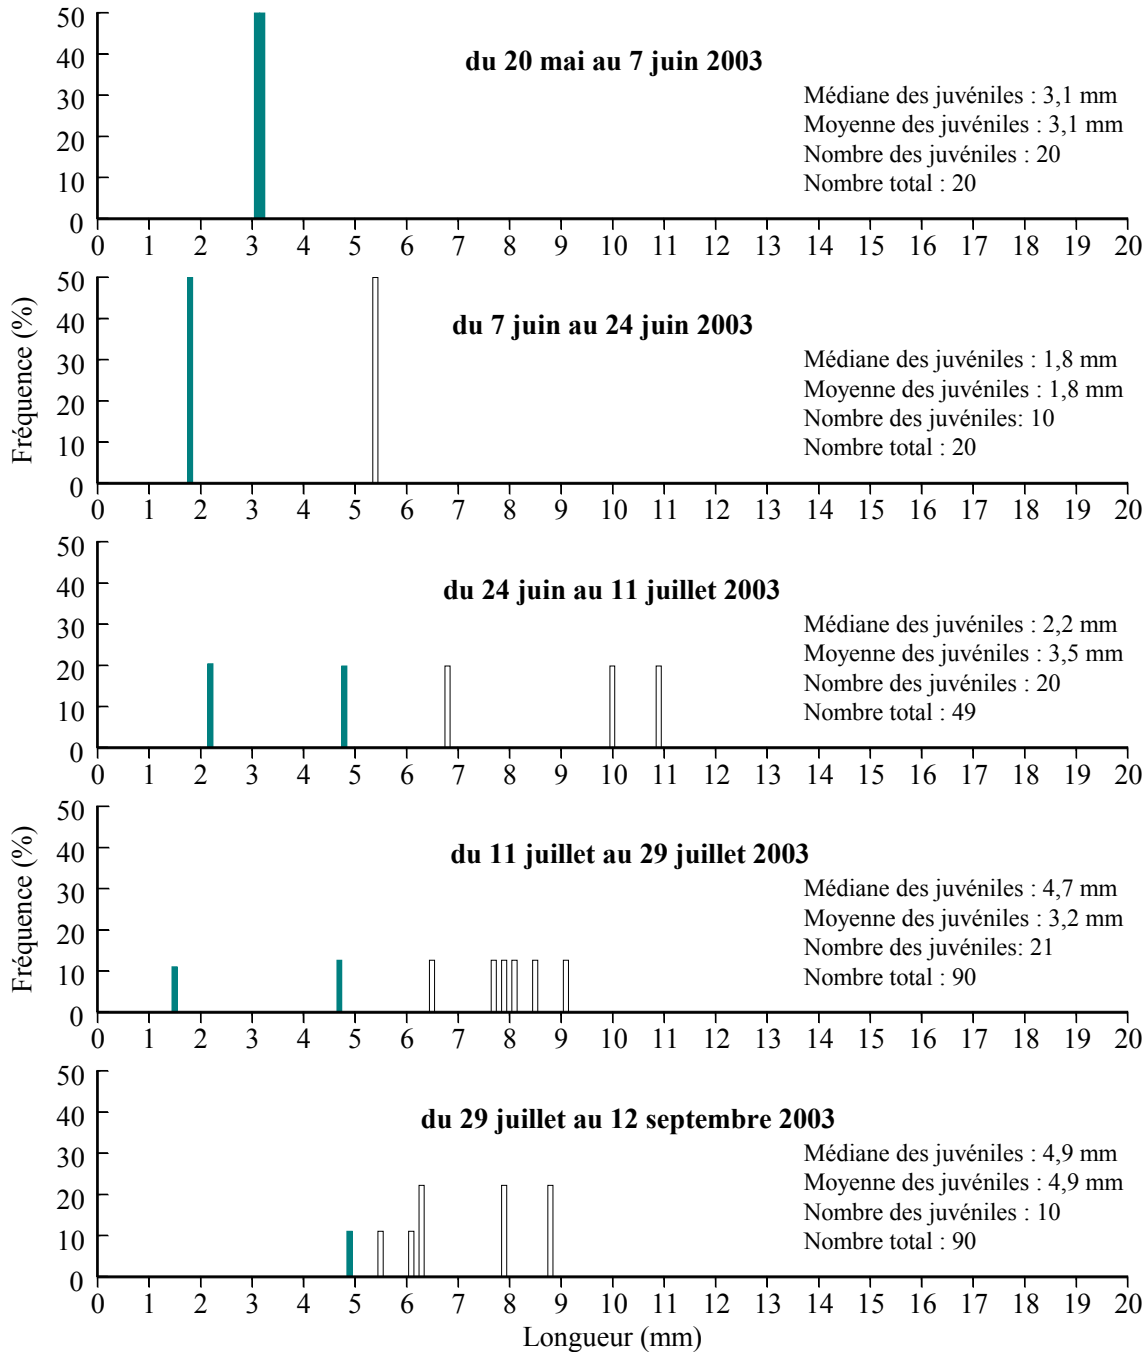 50
40
30
20
10
0
du 20 mai au 7 juin 2003
Médiane des juvéniles : 3,1 mm
Moyenne des juvéniles : 3,1 mm
Nombre des juvéniles : 20
Nombre total : 20
0 1 2 3 4 5 6 7 8 9 10 11 12 13 14 15 16 17 18 19 20
Fréquence (%)
50
40
30
20
10
0
du 7 juin au 24 juin 2003
Médiane des juvéniles : 1,8 mm
Moyenne des juvéniles : 1,8 mm
Nombre des juvéniles: 10
Nombre total : 20
0 1 2 3 4 5 6 7 8 9 10 11 12 13 14 15 16 17 18 19 20
50
40
30
20
10
0
du 24 juin au 11 juillet 2003
Médiane des juvéniles : 2,2 mm
Moyenne des juvéniles : 3,5 mm
Nombre des juvéniles : 20
Nombre total : 49
0 1 2 3 4 5 6 7 8 9 10 11 12 13 14 15 16 17 18 19 20
Fréquence (%)
50
40
30
20
10
0
du 11 juillet au 29 juillet 2003
Médiane des juvéniles : 4,7 mm
Moyenne des juvéniles : 3,2 mm
Nombre des juvéniles: 21
Nombre total : 90
0 1 2 3 4 5 6 7 8 9 10 11 12 13 14 15 16 17 18 19 20
50
40
30
20
10
0
du 29 juillet au 12 septembre 2003
Médiane des juvéniles : 4,9 mm
Moyenne des juvéniles : 4,9 mm
Nombre des juvéniles : 10
Nombre total : 90
0 1 2 3 4 5 6 7 8 9 10 11 12 13 14 15 16 17 18 19 20
Longueur (mm)